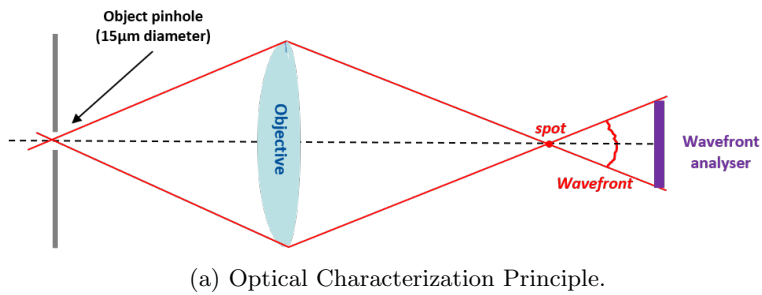 Object pinhole
(15µm diameter)
Objective
spot
Wavefront
Wavefront
analyser
(a) Optical Characterization Principle.